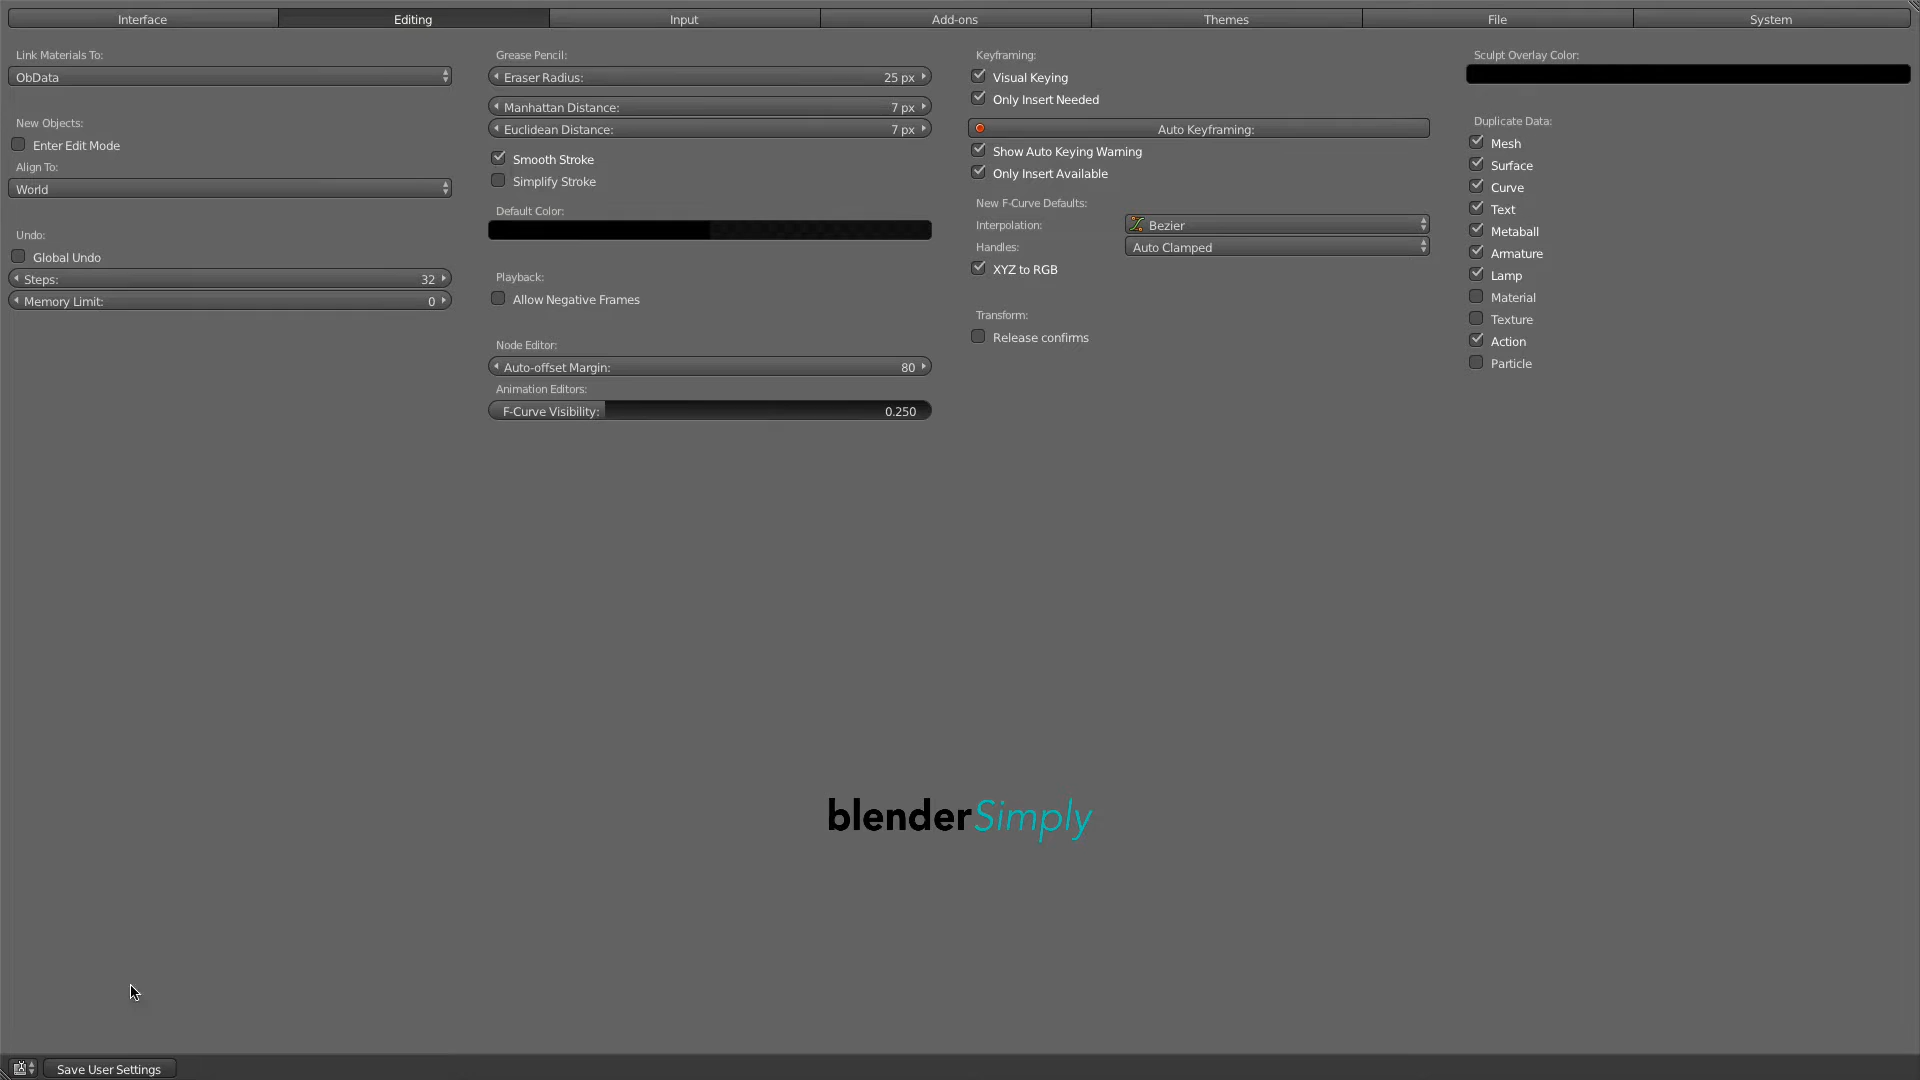 Interface Editing Input Add-ons Themes File System
Link Materials To:
ObData
New Objects:
Enter Edit Mode
Align To:
World
Undo:
Global Undo
Steps: 32
Memory Limit: 0
Grease Pencil:
Eraser Radius: 25 px
Manhattan Distance: 7 px
Euclidean Distance: 7 px
Smooth Stroke
Simplify Stroke
Default Color:
Playback:
Allow Negative Frames
Node Editor:
Auto-offset Margin: 80
Animation Editors:
F-Curve Visibility: 0.250
Keyframing:
Visual Keying
Only Insert Needed
Auto Keyframing:
Show Auto Keying Warning
Only Insert Available
New F-Curve Defaults:
Interpolation: Bezier
Handles: Auto Clamped
XYZ to RGB
Transform:
Release confirms
Sculpt Overlay Color:
Duplicate Data:
Mesh
Surface
Curve
Text
Metaball
Armature
Lamp
Material
Texture
Action
Particle
blenderSimply
Save User Settings